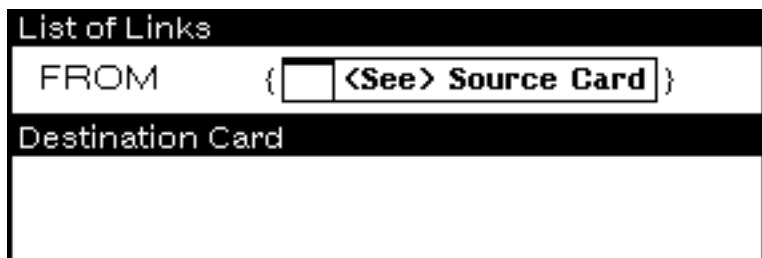 List of Links
FROM { <See> Source Card }
Destination Card